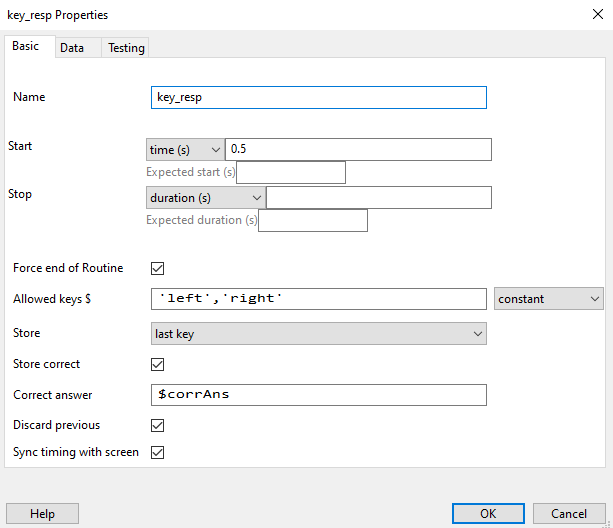 key_resp Properties
Basic Data Testing
Name key_resp
Start time (s) 0.5
Expected start (s)
Stop duration (s)
Expected duration (s)
Force end of Routine
Allowed keys $ 'left','right' constant
Store last key
Store correct
Correct answer $corrAns
Discard previous
Sync timing with screen
Help OK Cancel